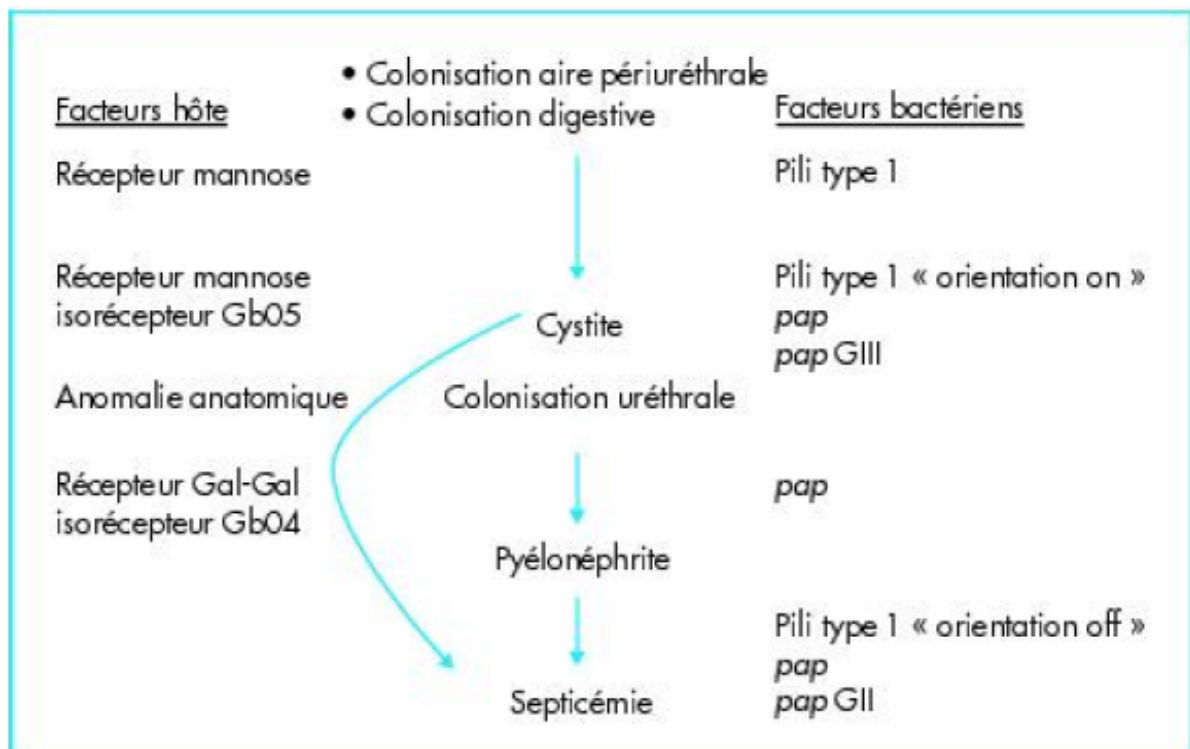 • Colonisation aire périuréthrale
• Colonisation digestive
Facteurs hôte
Facteurs bactériens
Récepteur mannose
Pili type 1
Récepteur mannose
isorécepteur Gb05
Cystite
Pili type 1 « orientation on »
pap
pap GIII
Anomalie anatomique
Colonisation uréthrale
Récepteur Gal-Gal
isorécepteur Gb04
pap
Pyélonéphrite
Septicémie
Pili type 1 « orientation off »
pap
pap GII